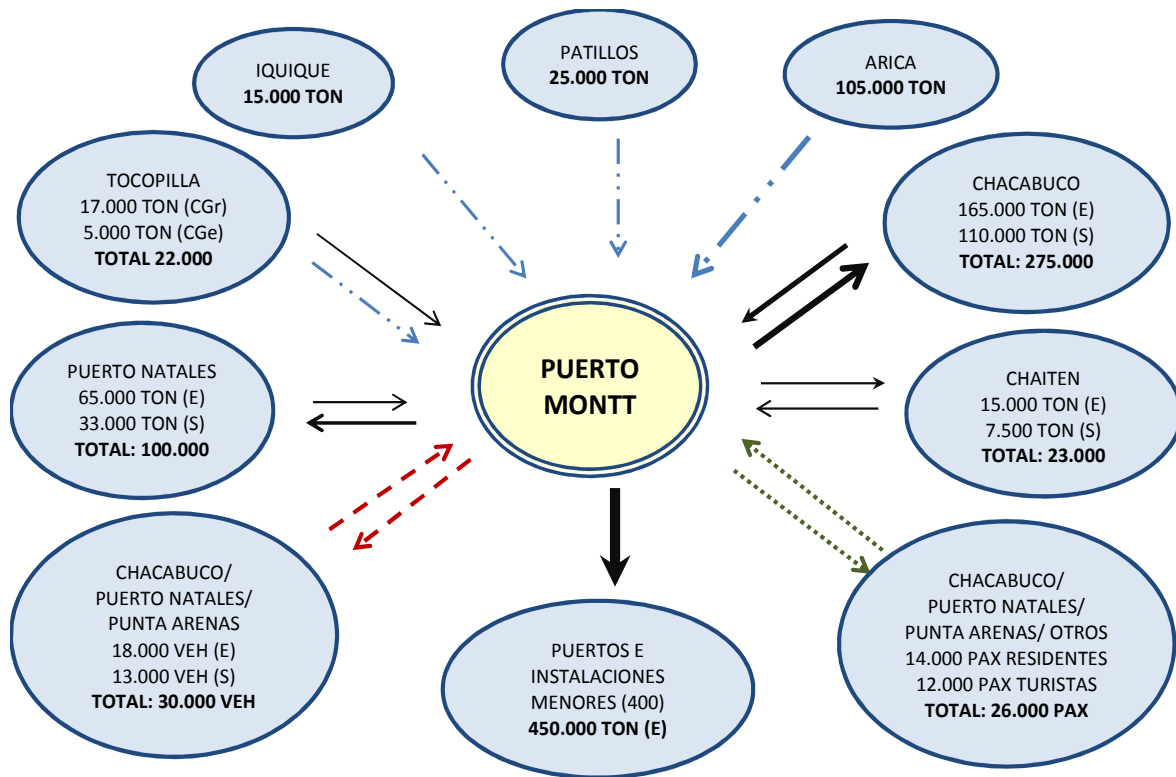 IQUIQUE
15.000 TON
PATILLOS
25.000 TON
ARICA
105.000 TON
TOCOPILLA
17.000 TON (CGr)
5.000 TON (CGe)
TOTAL 22.000
CHACABUCO
165.000 TON (E)
110.000 TON (S)
TOTAL: 275.000
PUERTO NATALES
65.000 TON (E)
33.000 TON (S)
TOTAL: 100.000
PUERTO
MONTT
CHAITEN
15.000 TON (E)
7.500 TON (S)
TOTAL: 23.000
CHACABUCO/
PUERTO NATALES/
PUNTA ARENAS
18.000 VEH (E)
13.000 VEH (S)
TOTAL: 30.000 VEH
PUERTOS E
INSTALACIONES
MENORES (400)
450.000 TON (E)
CHACABUCO/
PUERTO NATALES/
PUNTA ARENAS/ OTROS
14.000 PAX RESIDENTES
12.000 PAX TURISTAS
TOTAL: 26.000 PAX